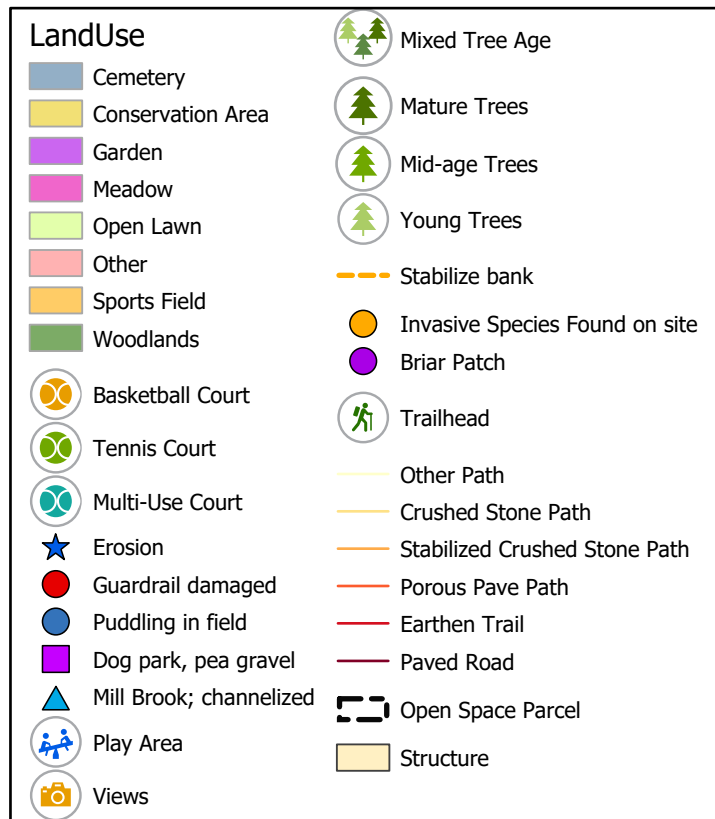 LandUse
Cemetery
Conservation Area
Garden
Meadow
Open Lawn
Other
Sports Field
Woodlands
Basketball Court
Tennis Court
Multi-Use Court
Erosion
Guardrail damaged
Puddling in field
Dog park, pea gravel
Mill Brook; channelized
Play Area
Views
Mixed Tree Age
Mature Trees
Mid-age Trees
Young Trees
Stabilize bank
Invasive Species Found on site
Briar Patch
Trailhead
Other Path
Crushed Stone Path
Stabilized Crushed Stone Path
Porous Pave Path
Earthen Trail
Paved Road
Open Space Parcel
Structure